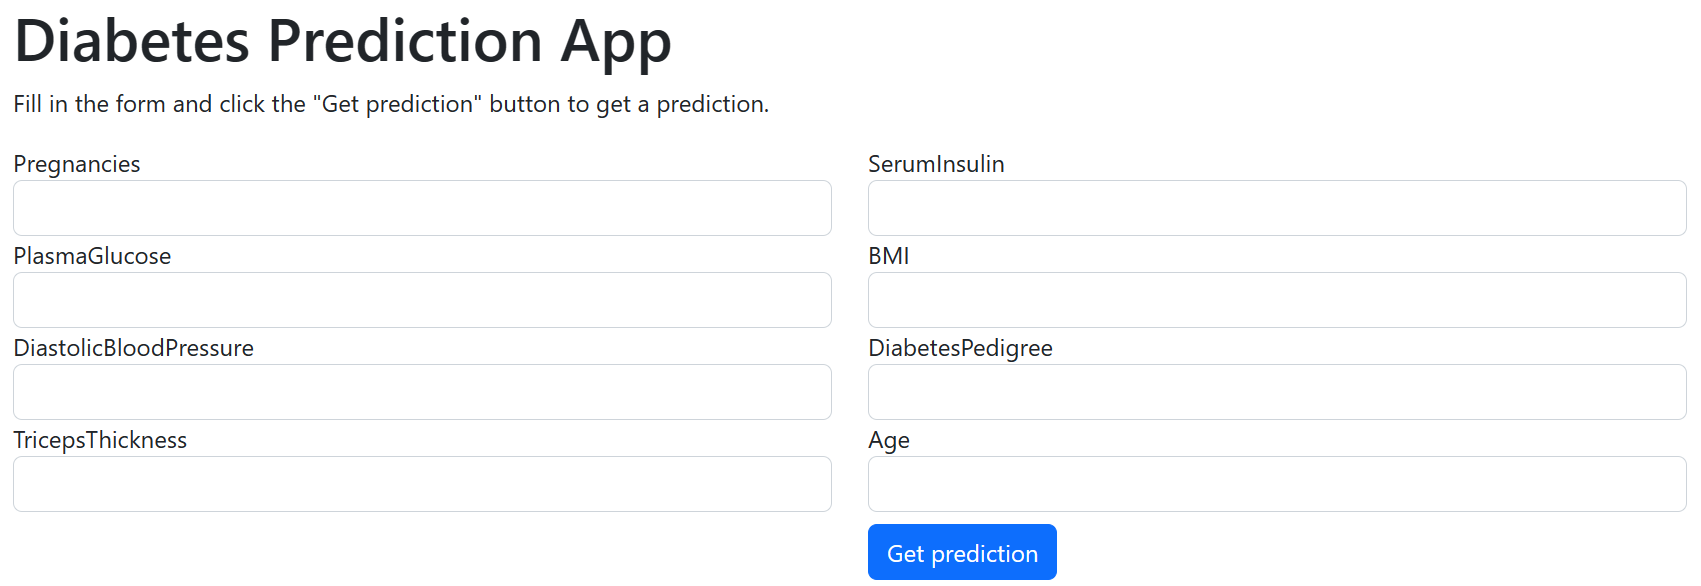 Diabetes Prediction App
Fill in the form and click the "Get prediction" button to get a prediction.
Pregnancies
PlasmaGlucose
DiastolicBloodPressure
TricepsThickness
SerumInsulin
BMI
DiabetesPedigree
Age
Get prediction